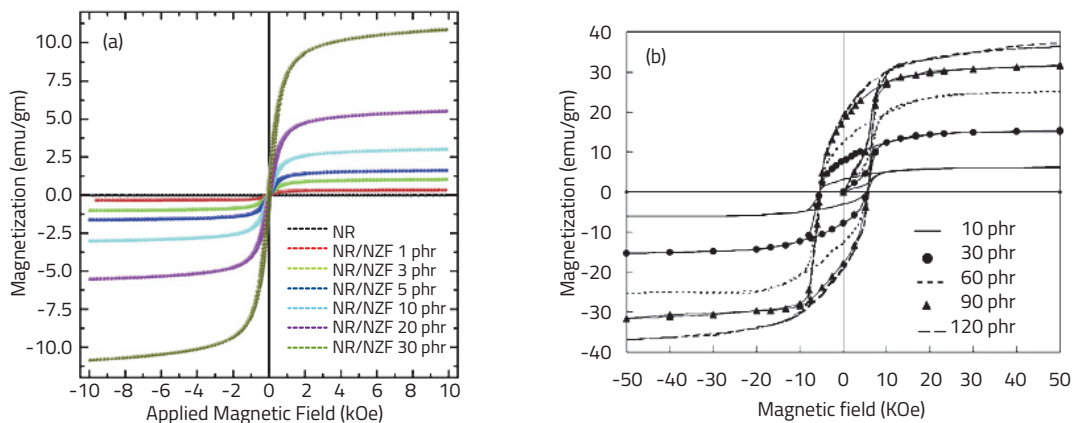 (a)
Magnetization (emu/gm)
10.0
7.5
5.0
2.5
0.0
-2.5
-5.0
-7.5
-10.0
NR
NR/NZF 1 phr
NR/NZF 3 phr
NR/NZF 5 phr
NR/NZF 10 phr
NR/NZF 20 phr
NR/NZF 30 phr
-10 -8 -6 -4 -2 0 2 4 6 8 10
Applied Magnetic Field (kOe)
(b)
Magnetization (emu/gm)
40
30
20
10
0
-10
-20
-30
-40
10 phr
30 phr
60 phr
90 phr
120 phr
-50 -40 -30 -20 -10 0 10 20 30 40 50
Magnetic field (KOe)